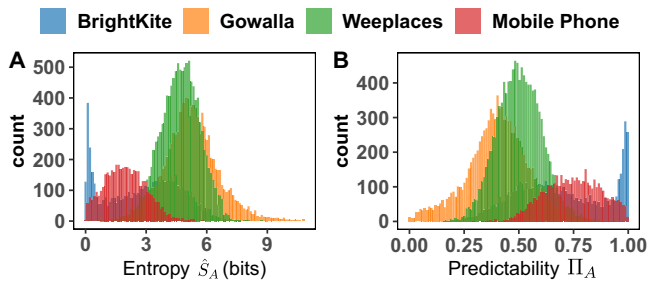 BrightKite Gowalla Weeplaces Mobile Phone
A
B
count
500
400
300
200
100
0
0 3 6 9
Entropy Ŝ_A (bits)
count
500
400
300
200
100
0
0.00 0.25 0.50 0.75 1.00
Predictability Π_A